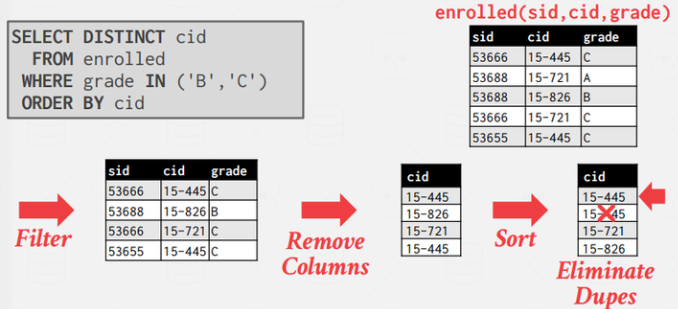 SELECT DISTINCT cid
FROM enrolled
WHERE grade IN ('B','C')
ORDER BY cid
enrolled(sid,cid,grade)
sid cid grade
53666 15-445 C
53688 15-721 A
53688 15-826 B
53666 15-721 C
53655 15-445 C
Filter
sid cid grade
53666 15-445 C
53688 15-826 B
53666 15-721 C
53655 15-445 C
Remove
Columns
cid
15-445
15-826
15-721
15-445
Sort
cid
15-445
15-445
15-721
15-826
Eliminate
Dupes